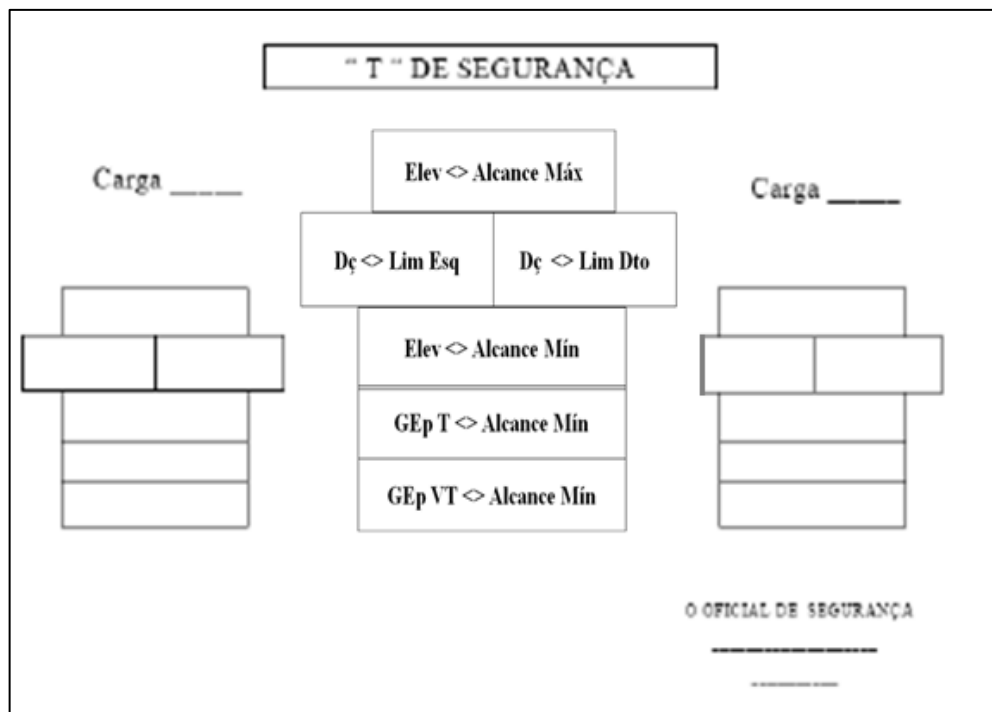 “ T “ DE SEGURANÇA
Carga _____
Elev <> Alcance Máx
Carga _____
Dç <> Lim Esq
Dç <> Lim Dto
Elev <> Alcance Mín
GEp T <> Alcance Mín
GEp VT <> Alcance Mín
O OFICIAL DE SEGURANÇA